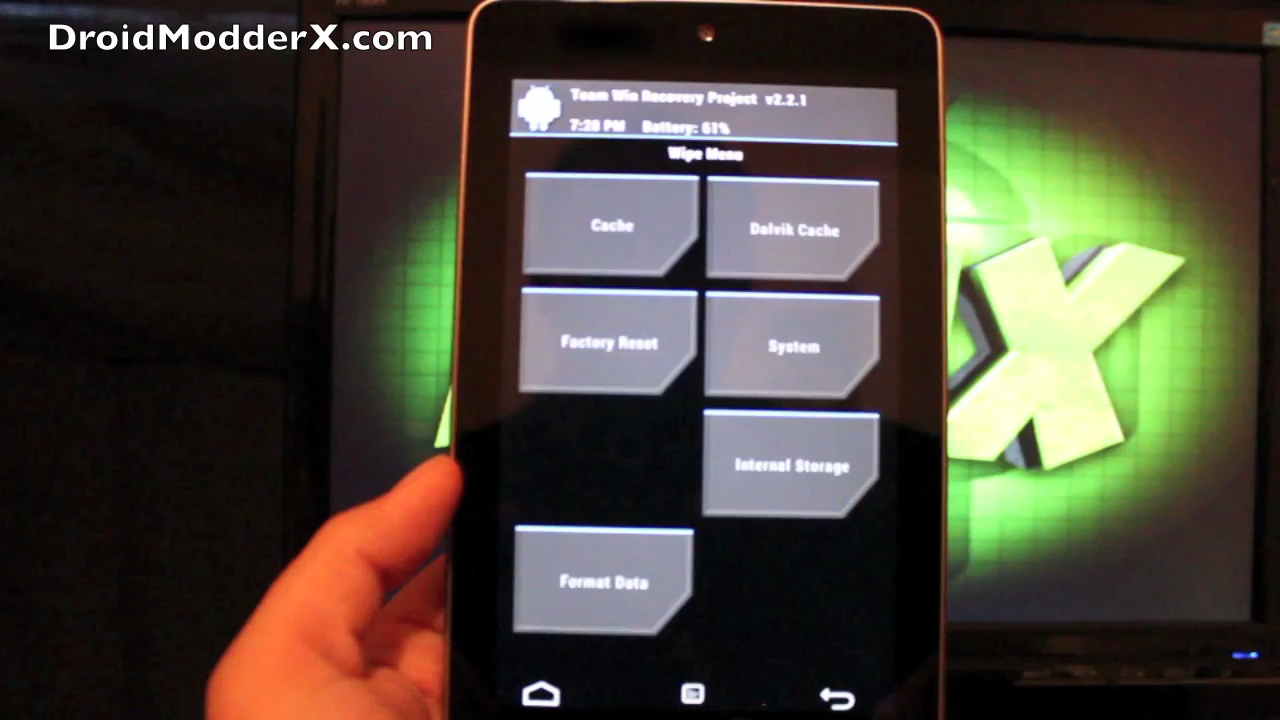 DroidModderX.com
Team Win Recovery Project v2.2.1
7:28 PM Battery: 61%
Wipe Menu
Cache
Dalvik Cache
Factory Reset
System
Internal Storage
Format Data
X